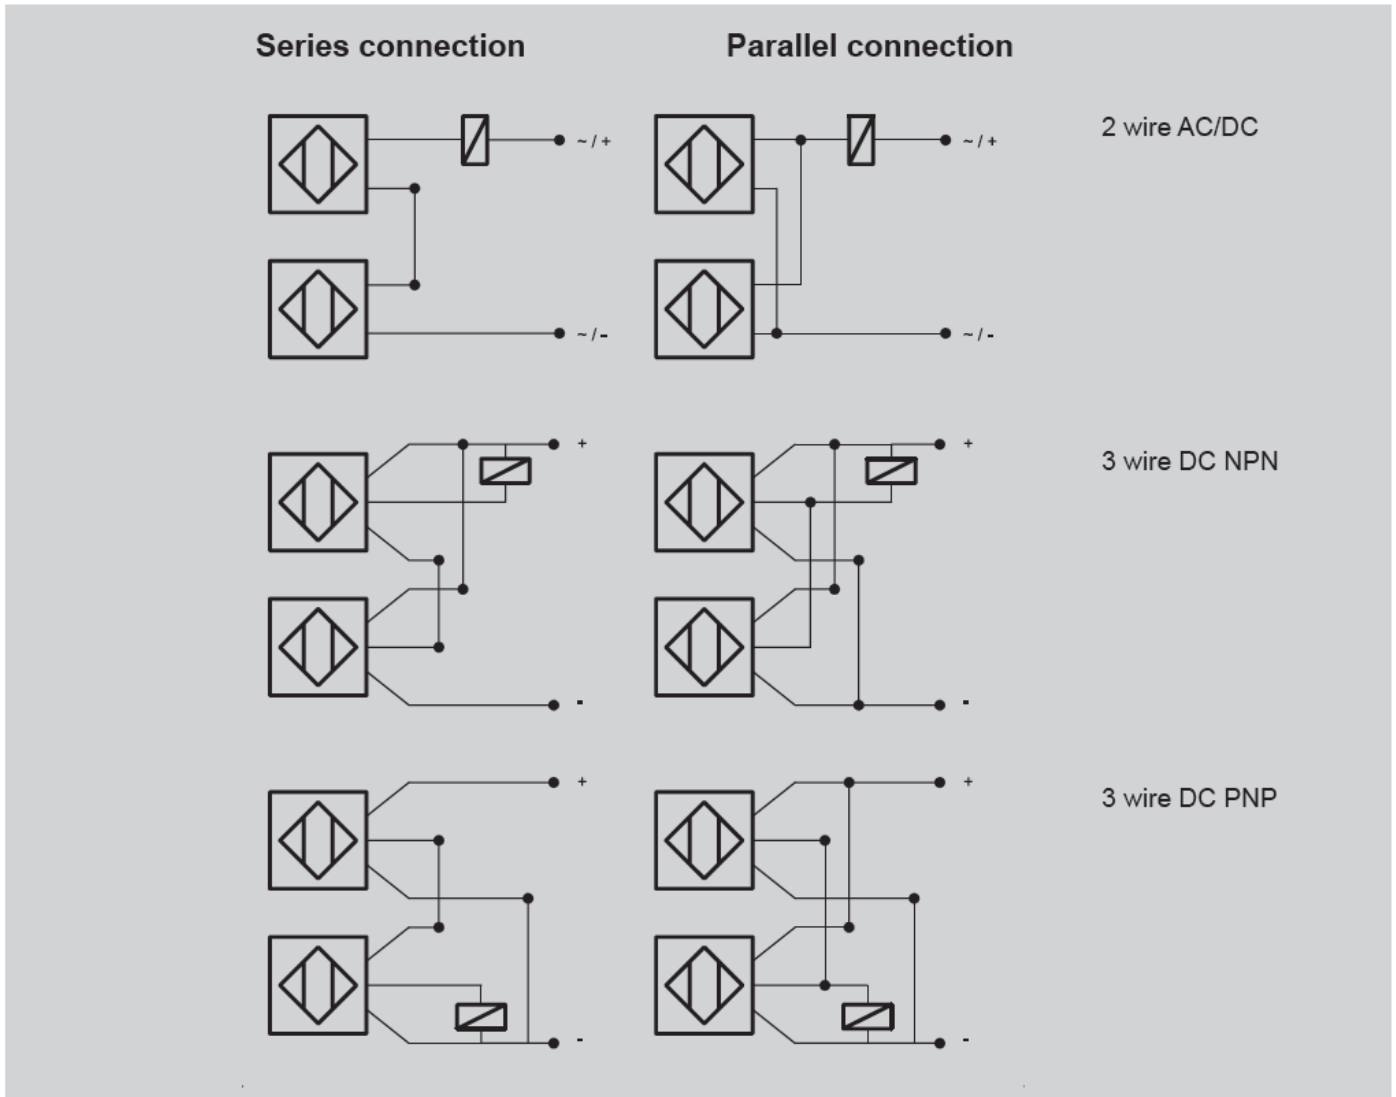 Series connection Parallel connection
~ / + ~ / + 2 wire AC/DC
~ / - ~ / -
+ + 3 wire DC NPN
- -
+ + 3 wire DC PNP
- -